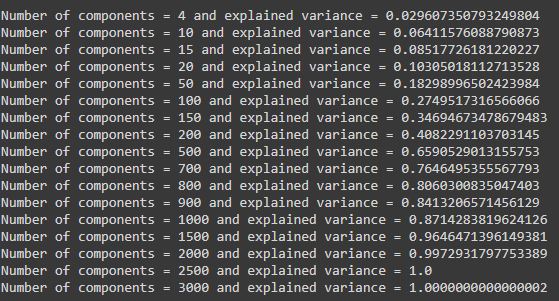 Number of components = 4 and explained variance = 0.029607350793249804
Number of components = 10 and explained variance = 0.06411576088790873
Number of components = 15 and explained variance = 0.08517726181220227
Number of components = 20 and explained variance = 0.10305018112713528
Number of components = 50 and explained variance = 0.18298996502423984
Number of components = 100 and explained variance = 0.2749517316566066
Number of components = 150 and explained variance = 0.34694673478679483
Number of components = 200 and explained variance = 0.4082291103703145
Number of components = 500 and explained variance = 0.6590529013155753
Number of components = 700 and explained variance = 0.7646495355567793
Number of components = 800 and explained variance = 0.8060300835047403
Number of components = 900 and explained variance = 0.8413206571456129
Number of components = 1000 and explained variance = 0.8714283819624126
Number of components = 1500 and explained variance = 0.9646471396149381
Number of components = 2000 and explained variance = 0.9972931797753389
Number of components = 2500 and explained variance = 1.0
Number of components = 3000 and explained variance = 1.0000000000000002